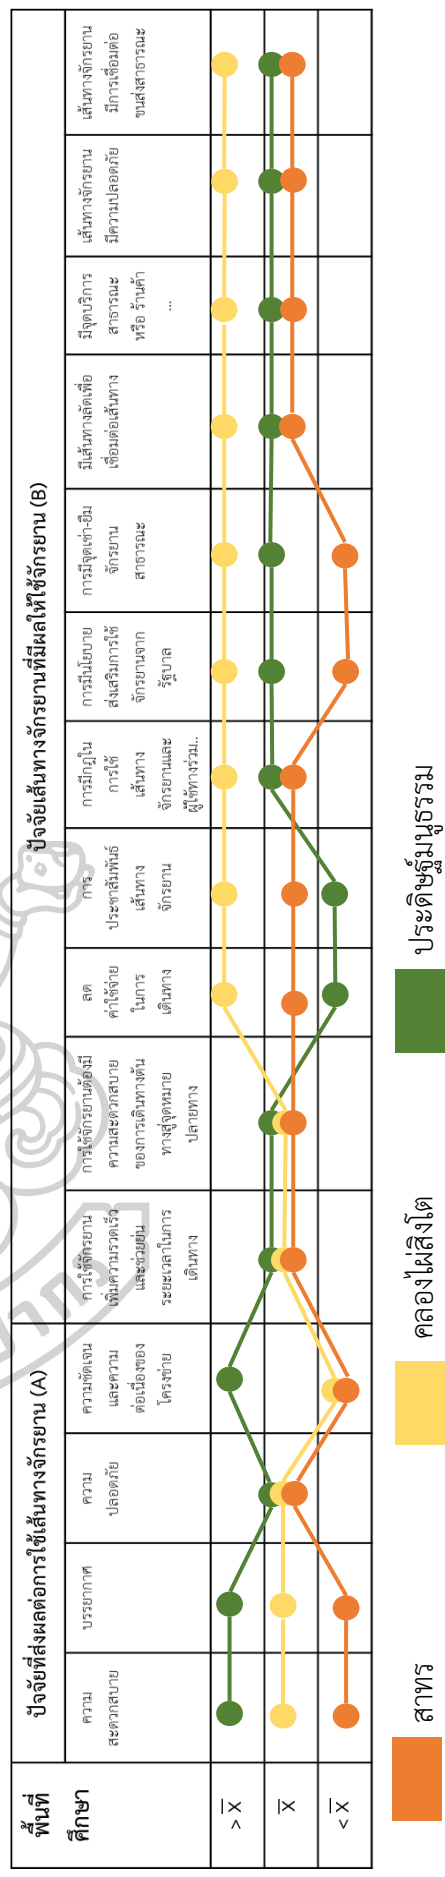 พื้นที่
ศึกษา
ปัจจัยที่ส่งผลต่อการใช้เส้นทางจักรยาน (A)
ปัจจัยเส้นทางจักรยานที่มีผลให้ใช้จักรยาน (B)
ความ
สะดวกสบาย
บรรยากาศ
ความ
ปลอดภัย
ความชัดเจน
และความ
ต่อเนื่องของ
โครงข่าย
การใช้จักรยาน
เพิ่มความรวดเร็ว
และช่วยย่น
ระยะเวลาในการ
เดินทาง
การใช้จักรยานต้องมี
ความสะดวกสบาย
ของการเดินทางต้น
ทางสู่จุดหมาย
ปลายทาง
ลด
ค่าใช้จ่าย
ในการ
เดินทาง
การ
ประชาสัมพันธ์
เส้นทาง
จักรยาน
การมีกฎใน
การใช้
เส้นทาง
จักรยานและ
ผู้ใช้ทางร่วม..
การมีนโยบาย
ส่งเสริมการใช้
จักรยานจาก
รัฐบาล
การมีจุดเช่า-ยืม
จักรยาน
สาธารณะ
มีเส้นทางลัดเพื่อ
เชื่อมต่อเส้นทาง
มีจุดบริการ
สาธารณะ
หรือ ร้านค้า
...
เส้นทางจักรยาน
มีความปลอดภัย
เส้นทางจักรยาน
มีการเชื่อมต่อ
ขนส่งสาธารณะ
> X̅
X̅
< X̅
สาทร
คลองไผ่สิงโต
ประดิษฐ์มนูธรรม